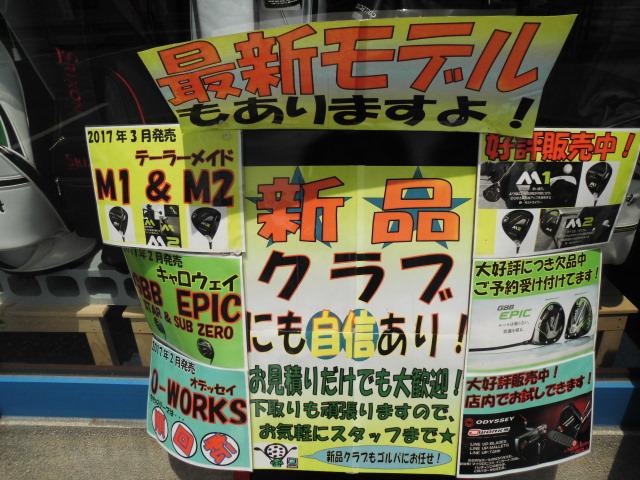 最新モデル
もありますよ!
2017年3月発売
テーラーメイド
M1 & M2
2017年2月発売
キャロウェイ
GBB EPIC
STAR & SUB ZERO
2017年2月発売
オデッセイ
O-WORKS
新品
クラブ
にも自信あり!
お見積りだけでも大歓迎!
下取りも頑張りますので、
お気軽にスタッフまで★
新品クラブもゴルパにお任せ!
好評販売中!
M1
M2
大好評につき欠品中
ご予約受け付けてます!
GBB
EPIC
大好評販売中!
店内でお試しできます!
ODYSSEY
O-WORKS